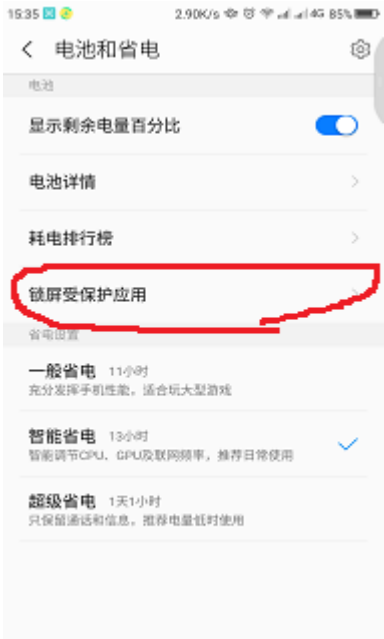 15:35 2.90K/s 4G 85%
电池和省电
电池
显示剩余电量百分比
电池详情
耗电排行榜
锁屏受保护应用
省电设置
一般省电 11小时
充分发挥手机性能，适合玩大型游戏
智能省电 13小时
智能调节CPU、GPU及联网频率，推荐日常使用
超级省电 1天1小时
只保留通话和信息，推荐电量低时使用